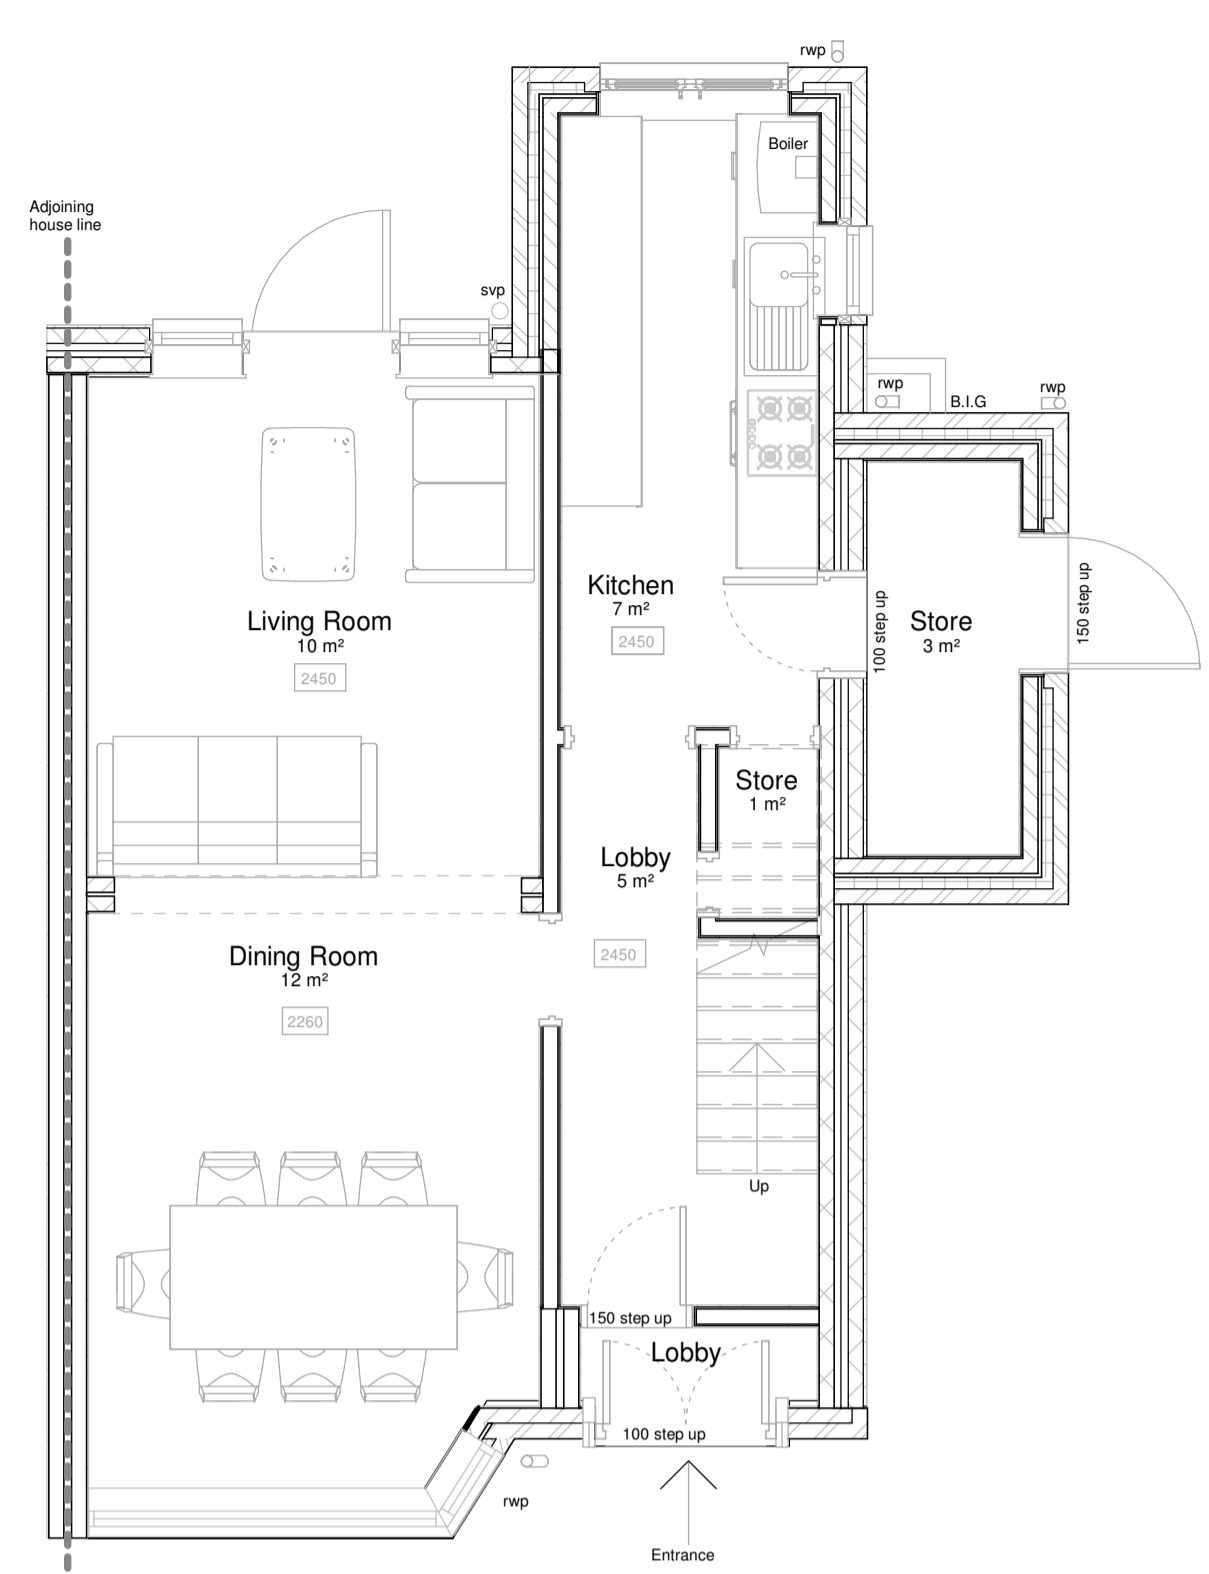 rwp
Boiler
Adjoining
house line
svp
rwp
rwp
B.I.G
Kitchen
7 m²
2450
Living Room
10 m²
2450
100 step up
Store
3 m²
150 step up
Store
1 m²
Lobby
5 m²
2450
Dining Room
12 m²
2260
Up
150 step up
Lobby
100 step up
rwp
Entrance